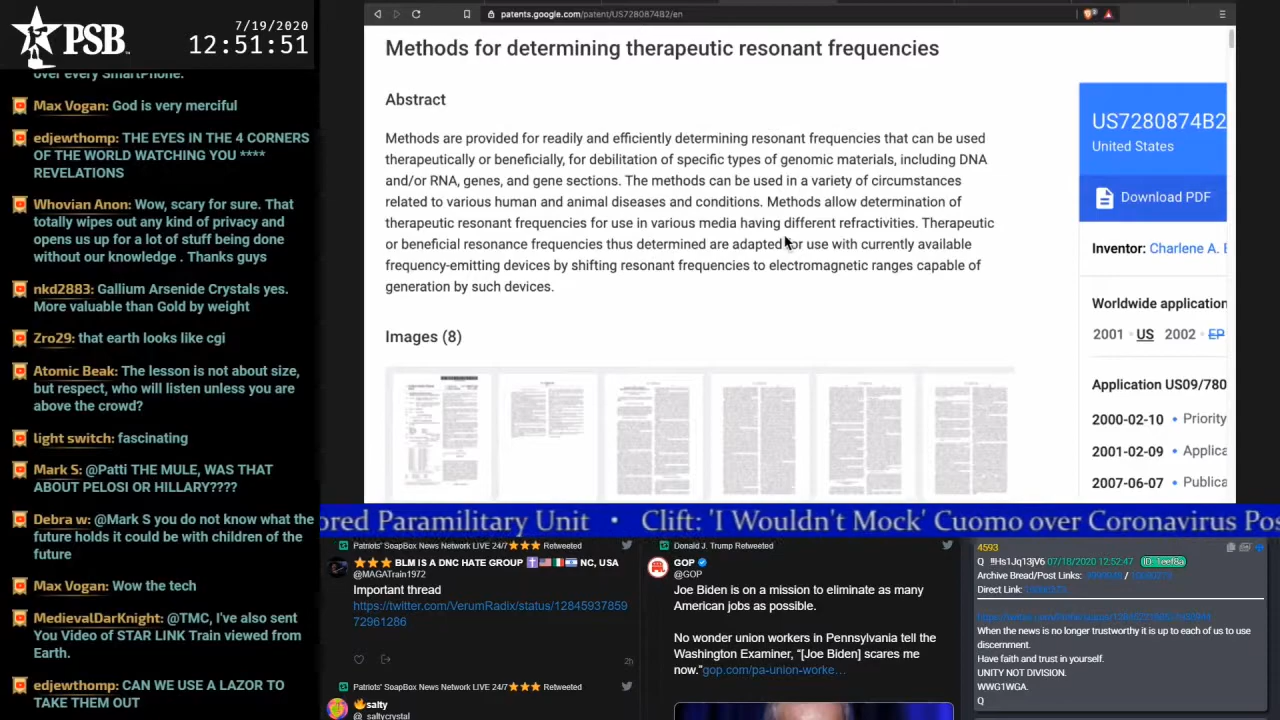 PSB
7/19/2020
12:51:51
over every SmartPhone.
Max Vogan: God is very merciful
edjewthomp: THE EYES IN THE 4 CORNERS
OF THE WORLD WATCHING YOU ****
REVELATIONS
Whovian Anon: Wow, scary for sure. That
totally wipes out any kind of privacy and
opens us up for a lot of stuff being done
without our knowledge . Thanks guys
nkd2883: Gallium Arsenide Crystals yes.
More valuable than Gold by weight
Zro29: that earth looks like cgi
Atomic Beak: The lesson is not about size,
but respect, who will listen unless you are
above the crowd?
light switch: fascinating
Mark S: @Patti THE MULE, WAS THAT
ABOUT PELOSI OR HILLARY????
Debra w: @Mark S you do not know what the
future holds it could be with children of the
future
Max Vogan: Wow the tech
MedievalDarKnight: @TMC, I've also sent
You Video of STAR LINK Train viewed from
Earth.
edjewthomp: CAN WE USE A LAZOR TO
TAKE THEM OUT
patents.google.com/patent/US7280874B2/en
Methods for determining therapeutic resonant frequencies
Abstract
Methods are provided for readily and efficiently determining resonant frequencies that can be used
therapeutically or beneficially, for debilitation of specific types of genomic materials, including DNA
and/or RNA, genes, and gene sections. The methods can be used in a variety of circumstances
related to various human and animal diseases and conditions. Methods allow determination of
therapeutic resonant frequencies for use in various media having different refractivities. Therapeutic
or beneficial resonance frequencies thus determined are adapted for use with currently available
frequency-emitting devices by shifting resonant frequencies to electromagnetic ranges capable of
generation by such devices.
Images (8)
US7280874B2
United States
Download PDF
Inventor: Charlene A.
Worldwide application
2001 · US 2002 · EP
Application US09/780
2000-02-10 • Priority
2001-02-09 • Applica
2007-06-07 • Publica
ored Paramilitary Unit • Clift: 'I Wouldn't Mock' Cuomo over Coronavirus Pos
Patriots' SoapBox News Network LIVE 24/7 Retweeted
BLM IS A DNC HATE GROUP NC, USA
@MAGATrain1972
Important thread
https://twitter.com/VerumRadix/status/12845937859
72961286
2h
Patriots' SoapBox News Network LIVE 24/7 Retweeted
salty
@_saltycrystal
Donald J. Trump Retweeted
GOP
@GOP
Joe Biden is on a mission to eliminate as many
American jobs as possible.
No wonder union workers in Pennsylvania tell the
Washington Examiner, “[Joe Biden] scares me
now.”gop.com/pa-union-worke…
4593
Q !!Hs1Jq13jV6 07/18/2020 12:52:47
Archive Bread/Post Links:
Direct Link:
When the news is no longer trustworthy it is up to each of us to use
discernment.
Have faith and trust in yourself.
UNITY NOT DIVISION.
WWG1WGA.
Q